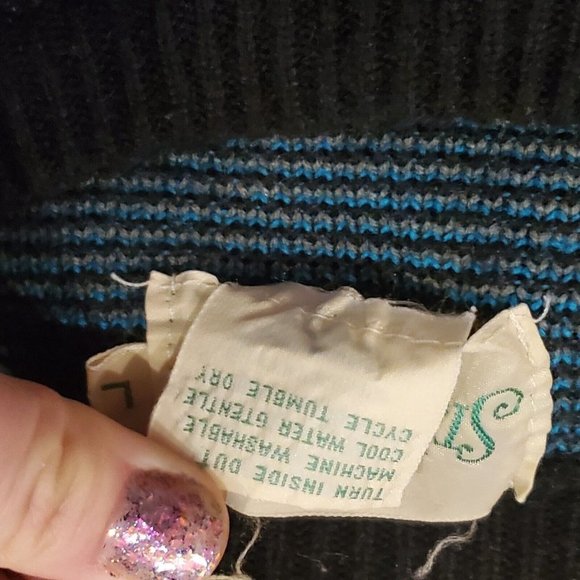 TURN INSIDE OUT
MACHINE WASHABLE
COOL WATER GENTLE
CYCLE TUMBLE DRY
L